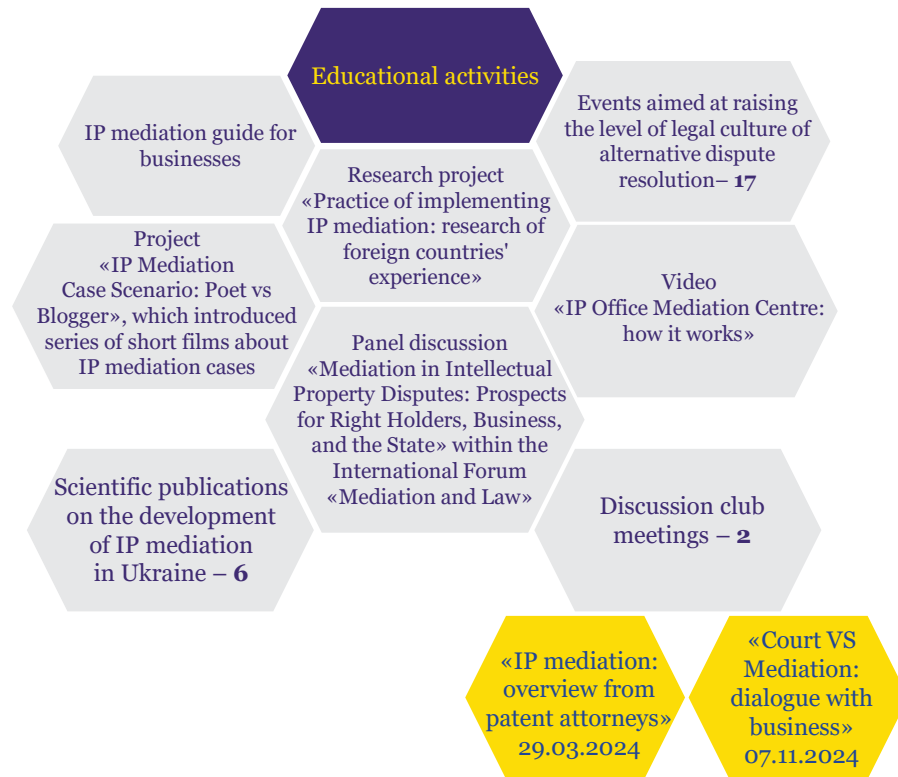 Educational activities
IP mediation guide for
businesses
Events aimed at raising
the level of legal culture of
alternative dispute
resolution– 17
Research project
«Practice of implementing
IP mediation: research of
foreign countries'
experience»
Project
«IP Mediation
Case Scenario: Poet vs
Blogger», which introduced
series of short films about
IP mediation cases
Video
«IP Office Mediation Centre:
how it works»
Panel discussion
«Mediation in Intellectual
Property Disputes: Prospects
for Right Holders, Business,
and the State» within the
International Forum
«Mediation and Law»
Scientific publications
on the development
of IP mediation
in Ukraine – 6
Discussion club
meetings – 2
«IP mediation:
overview from
patent attorneys»
29.03.2024
«Court VS
Mediation:
dialogue with
business»
07.11.2024